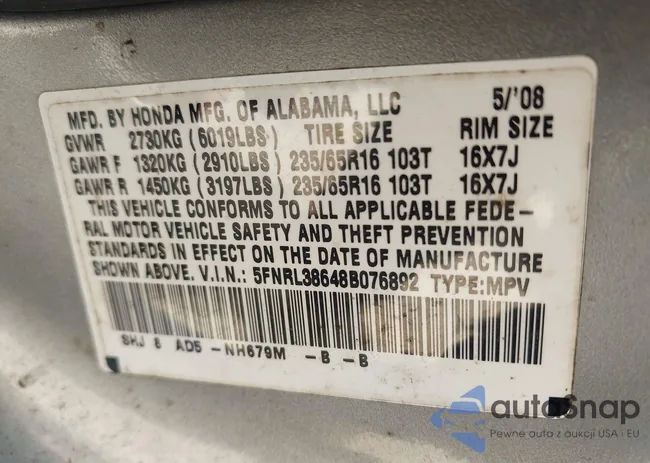 MFD. BY HONDA MFG. OF ALABAMA, LLC 5/'08
GVWR 2730KG (6019LBS) TIRE SIZE RIM SIZE
GAWR F 1320KG (2910LBS) 235/65R16 103T 16X7J
GAWR R 1450KG (3197LBS) 235/65R16 103T 16X7J
THIS VEHICLE CONFORMS TO ALL APPLICABLE FEDE-
RAL MOTOR VEHICLE SAFETY AND THEFT PREVENTION
STANDARDS IN EFFECT ON THE DATE OF MANUFACTURE
SHOWN ABOVE. V.I.N.: 5FNRL38648B076892 TYPE:MPV
SHJ 8 AD5 -NH679M -B -B
autoSnap
Pewne auta z aukcji USA i EU